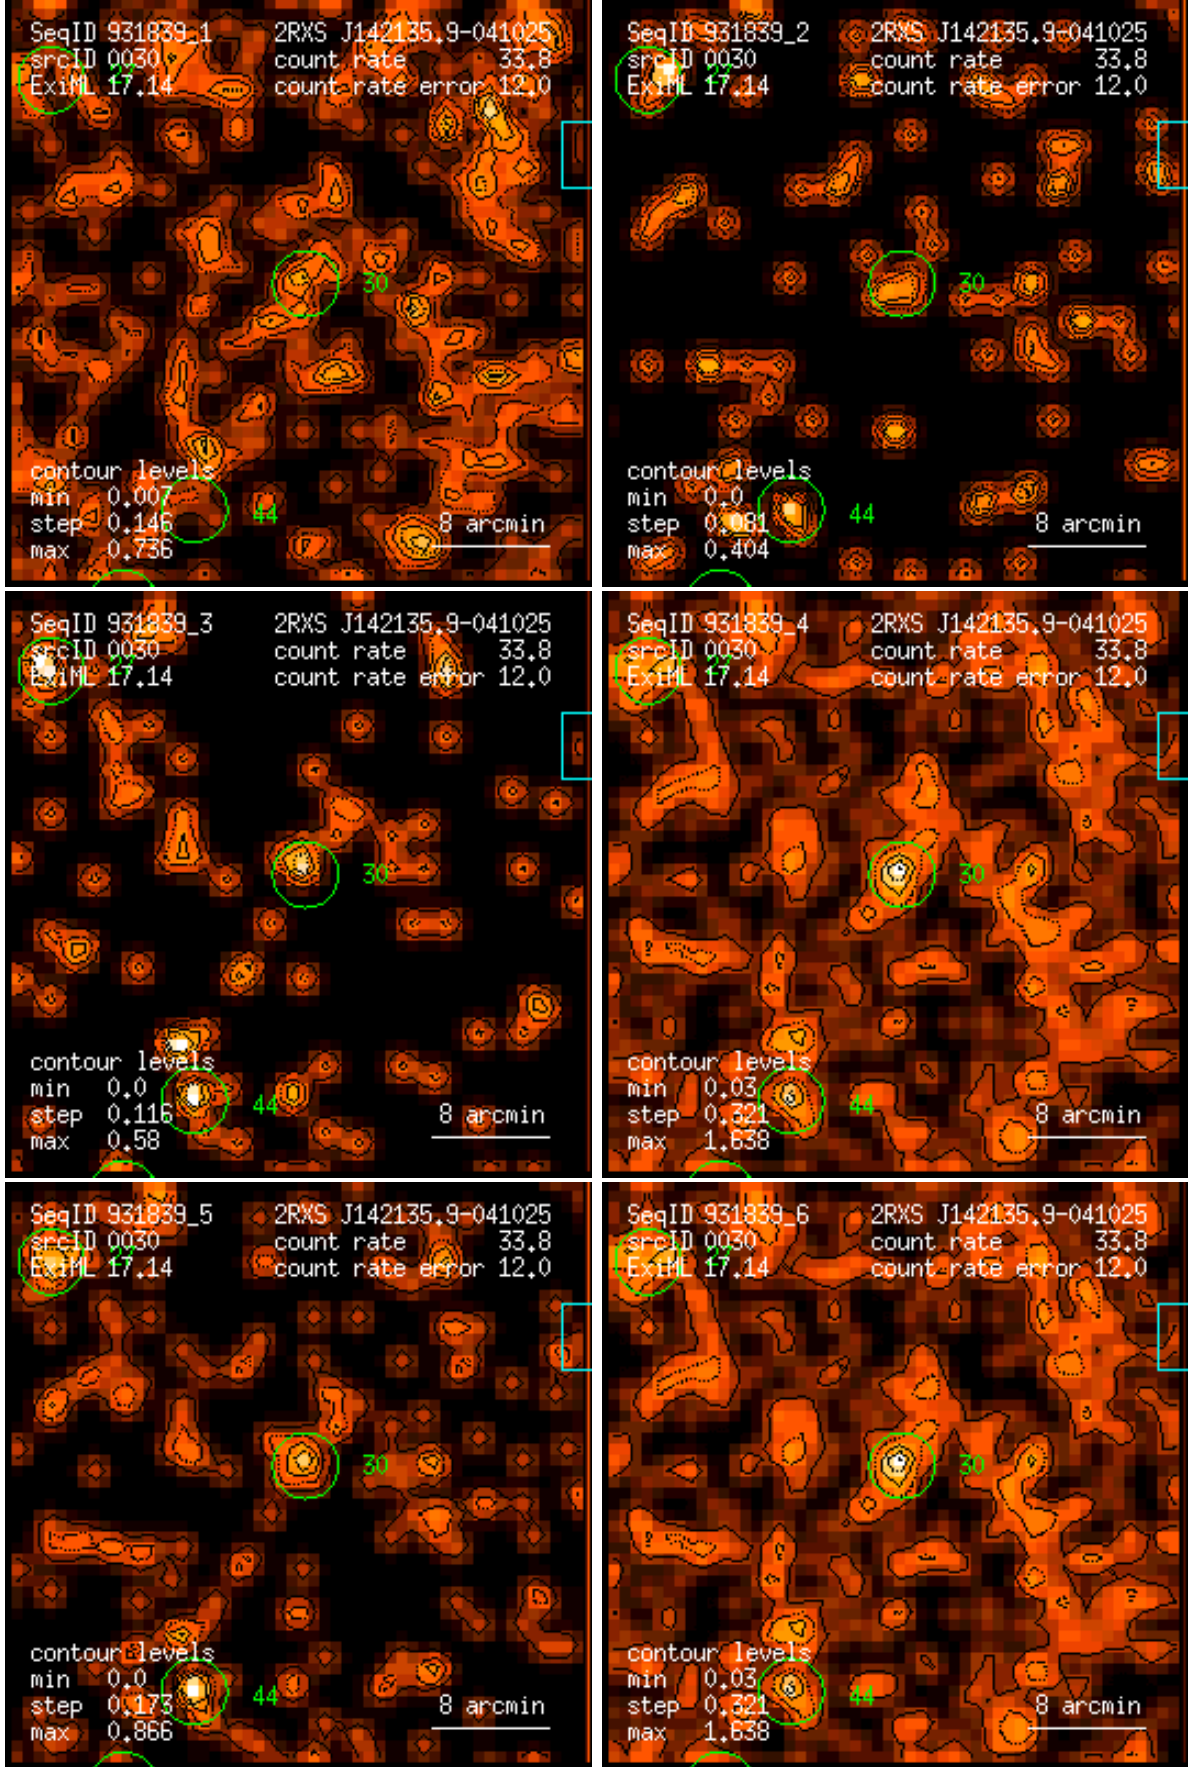 SeqID 931839_1 2RXS J142135.9-041025
srcID 0030 27 count rate 33.8
ExiML 17.14 count rate error 12.0
30
contour levels
min 0.007
step 0.146 44 8 arcmin
max 0.736
SeqID 931839_2 2RXS J142135.9-041025
srcID 0030 27 count rate 33.8
ExiML 17.14 count rate error 12.0
30
contour levels
min 0.0
step 0.081 44 8 arcmin
max 0.404
SeqID 931839_3 2RXS J142135.9-041025
srcID 0030 27 count rate 33.8
ExiML 17.14 count rate error 12.0
30
contour levels
min 0.0
step 0.116 44 8 arcmin
max 0.58
SeqID 931839_4 2RXS J142135.9-041025
srcID 0030 27 count rate 33.8
ExiML 17.14 count rate error 12.0
30
contour levels
min 0.03
step 0.321 44 8 arcmin
max 1.638
SeqID 931839_5 2RXS J142135.9-041025
srcID 0030 27 count rate 33.8
ExiML 17.14 count rate error 12.0
30
contour levels
min 0.0
step 0.173 44 8 arcmin
max 0.866
SeqID 931839_6 2RXS J142135.9-041025
srcID 0030 27 count rate 33.8
ExiML 17.14 count rate error 12.0
30
contour levels
min 0.03
step 0.321 44 8 arcmin
max 1.638